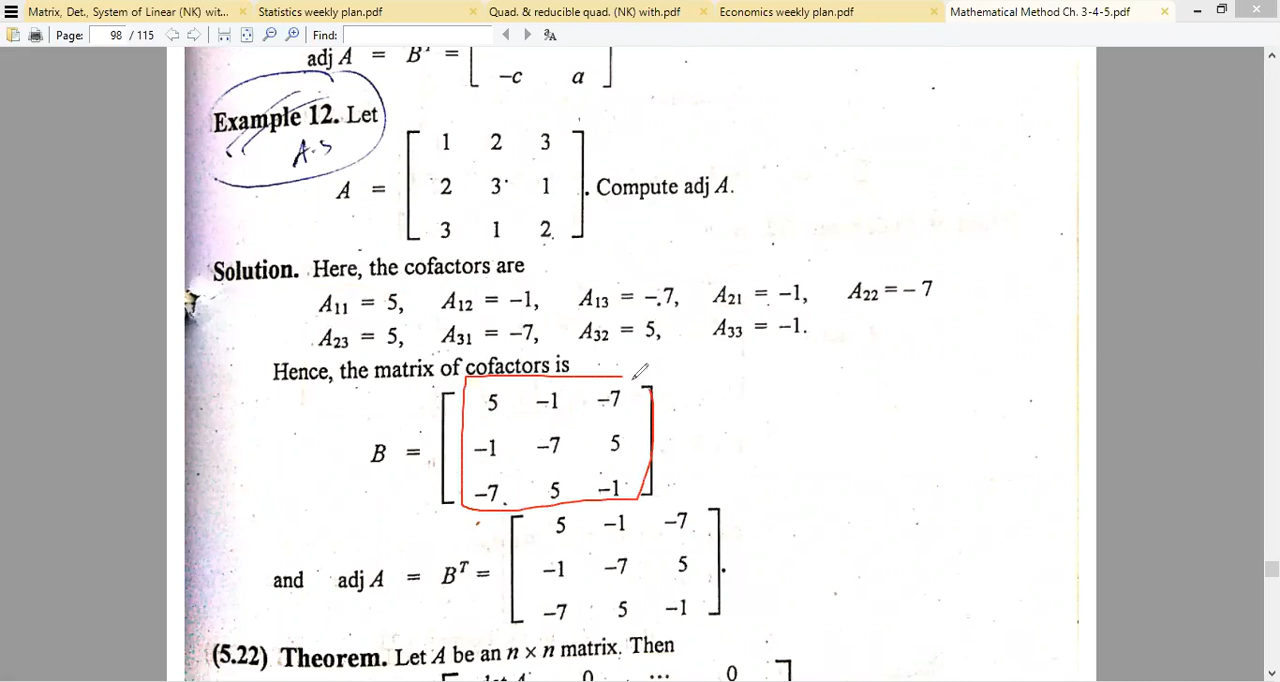 Matrix, Det., System of Linear (NK) wit... × Statistics weekly plan.pdf × Quad. & reducible quad. (NK) with.pdf × Economics weekly plan.pdf × Mathematical Method Ch. 3-4-5.pdf ×
Page: 98 / 115 Find:
adj A = B^T = [
-c a ]
Example 12. Let
A.S
1 2 3
A = [ 2 3 1 ]. Compute adj A.
3 1 2
Solution. Here, the cofactors are
A11 = 5, A12 = -1, A13 = -7, A21 = -1, A22 = -7
A23 = 5, A31 = -7, A32 = 5, A33 = -1.
Hence, the matrix of cofactors is
5 -1 -7
B = [ -1 -7 5 ]
-7 5 -1
5 -1 -7
and adj A = B^T = [ -1 -7 5 ].
-7 5 -1
(5.22) Theorem. Let A be an n × n matrix. Then
0 ... 0